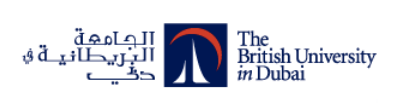 الجامعة
البريطانية في
دبي
The
British University
in Dubai